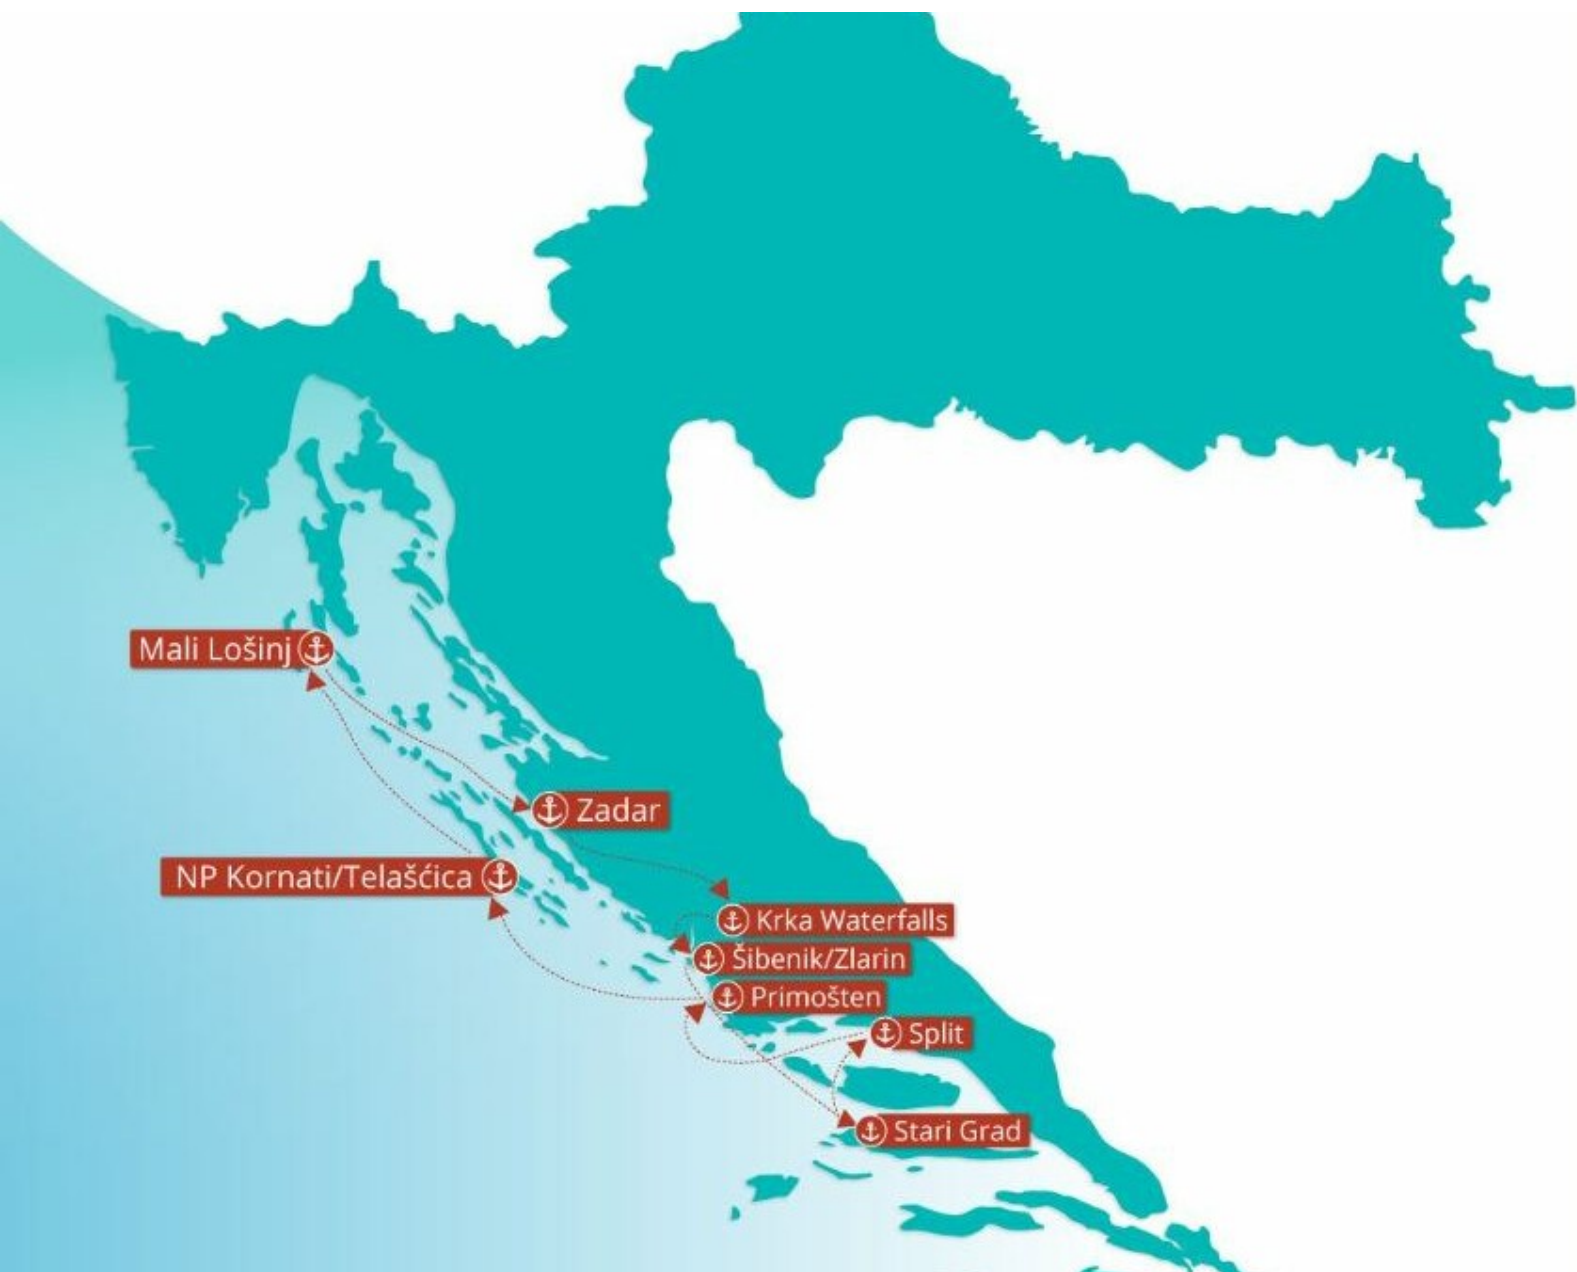 Mali Lošinj
Zadar
NP Kornati/Telašćica
Krka Waterfalls
Šibenik/Zlarin
Primošten
Split
Stari Grad